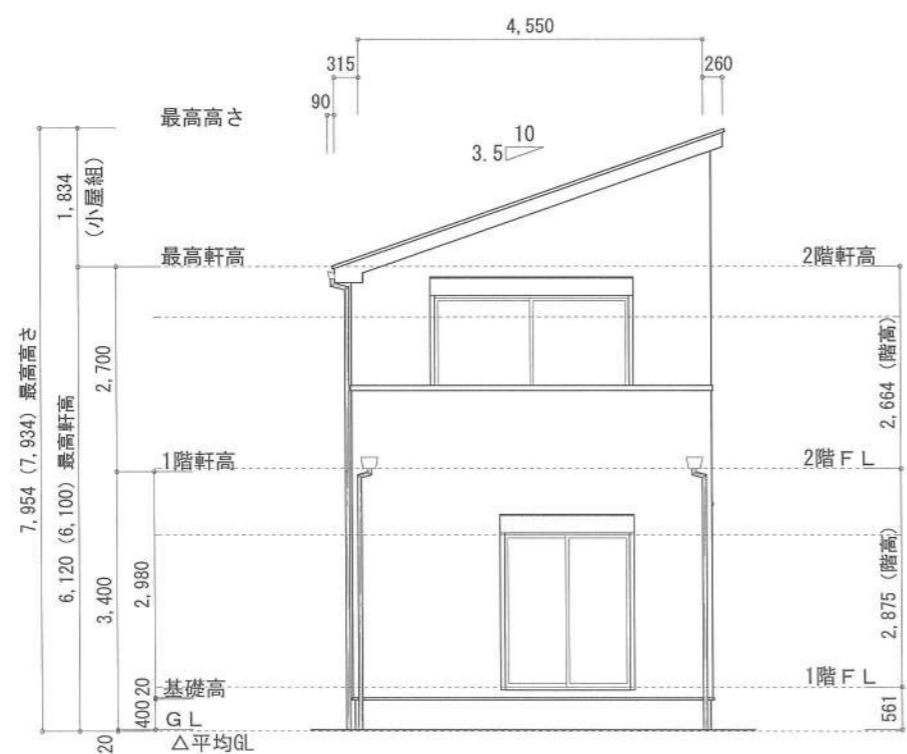 4,550
315
260
90
最高高さ
10
3.5
1,834
(小屋組)
最高軒高
2階軒高
2,700
2,664 (階高)
7,954 (7,934) 最高高さ
6,120 (6,100) 最高軒高
1階軒高
2階FL
3,400
2,980
2,875 (階高)
20
基礎高
1階FL
400
GL
561
20
△平均GL